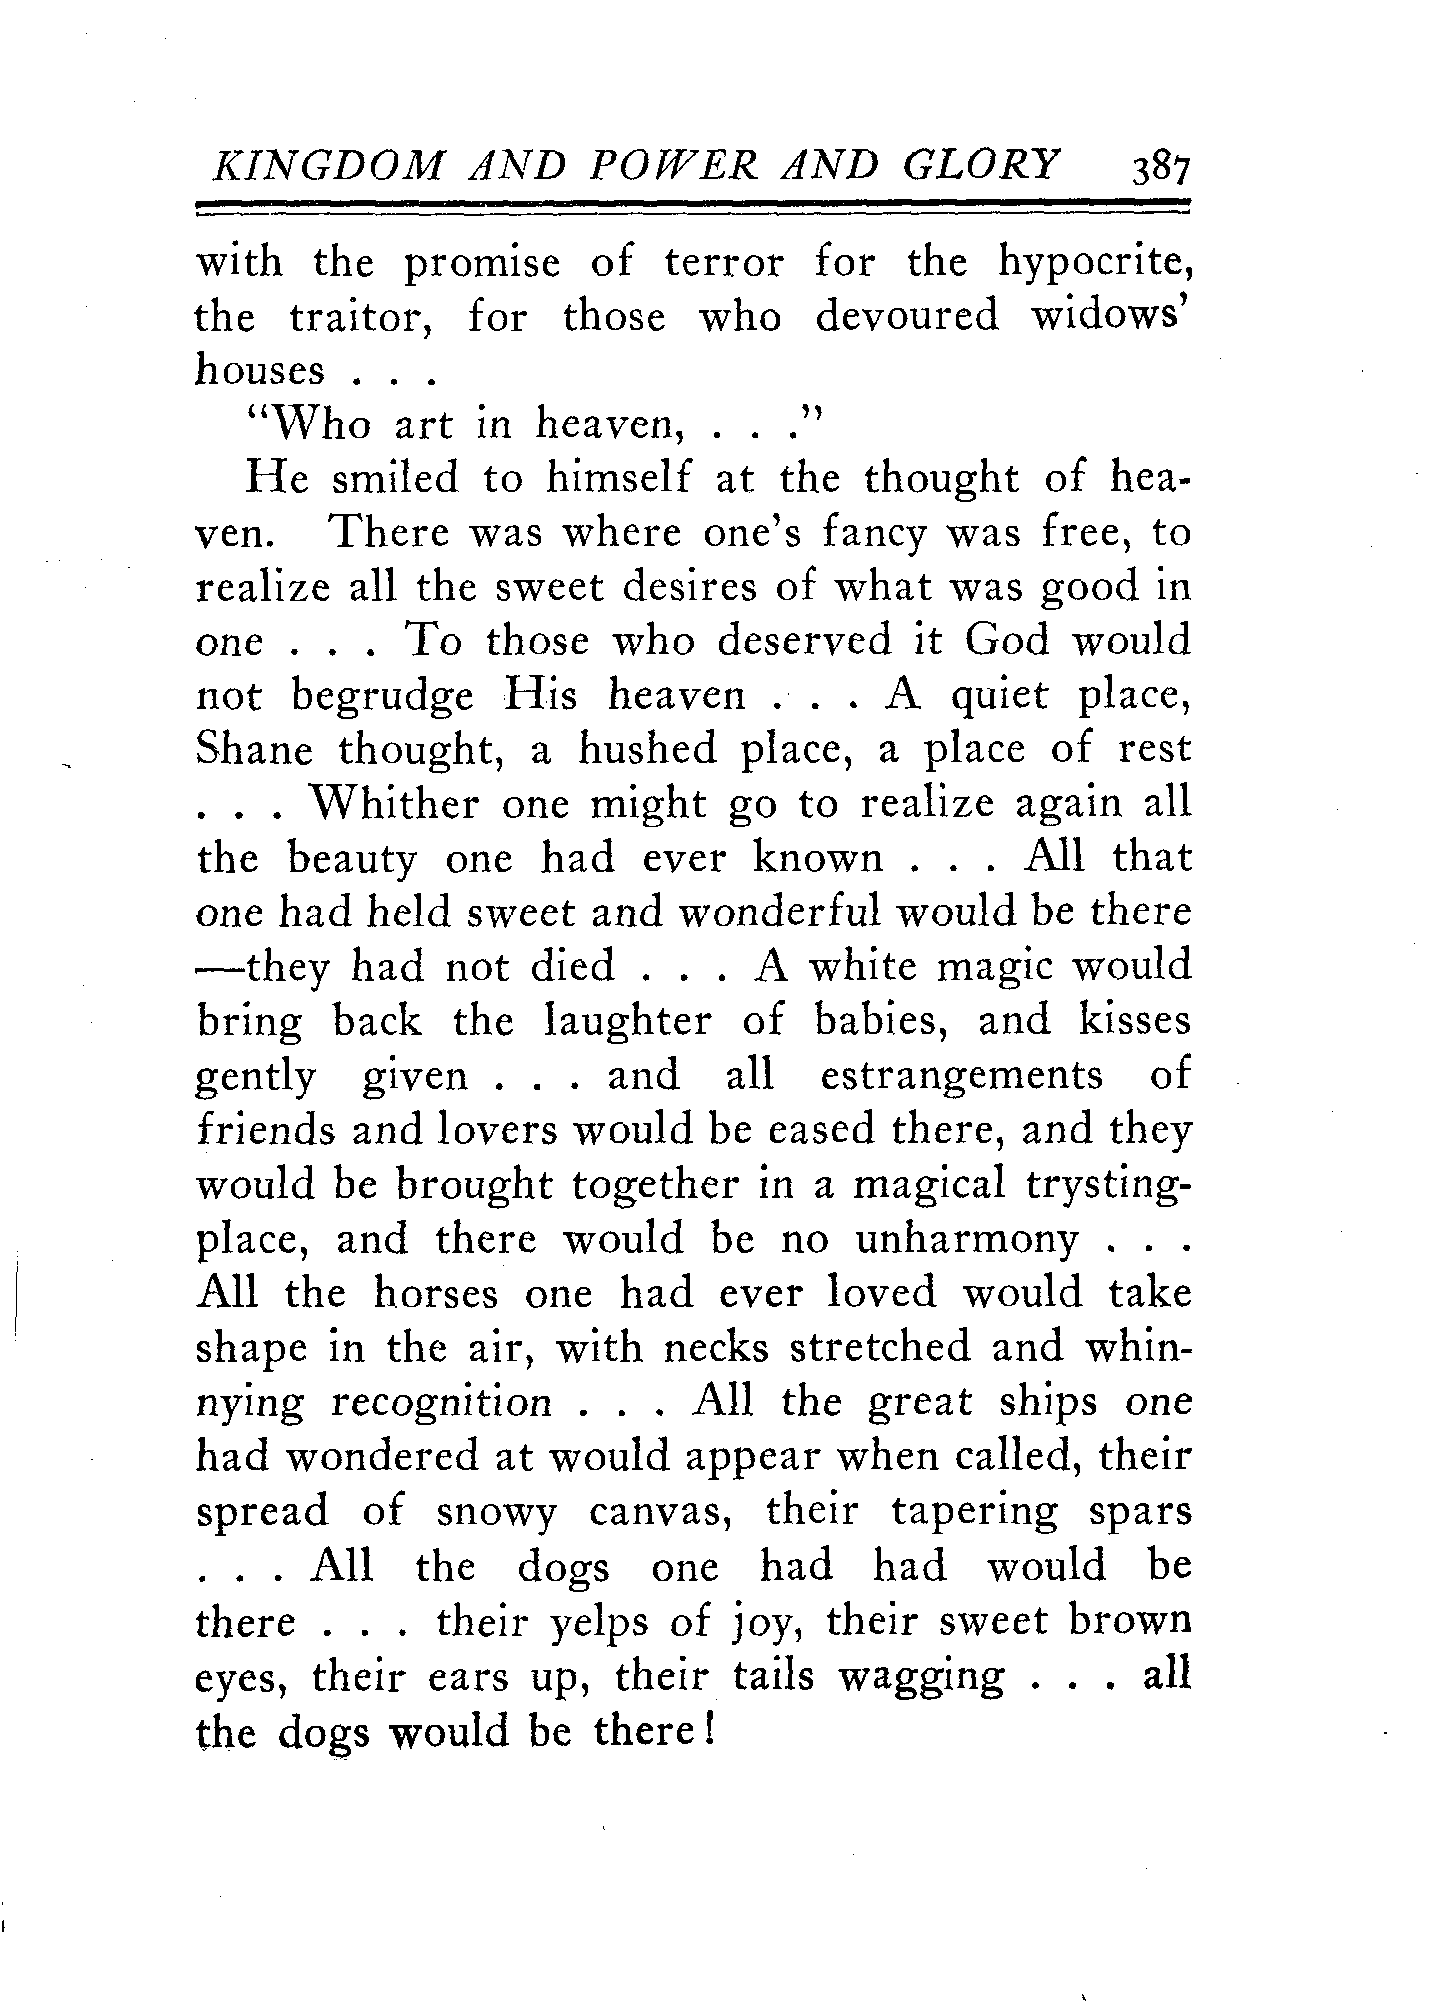 KINGDOM AND POWER AND GLORY 387
with the promise of terror for the hypocrite,
the traitor, for those who devoured widows'
houses . . .
"Who art in heaven, . . ."
He smiled to himself at the thought of hea-
ven. There was where one's fancy was free, to
realize all the sweet desires of what was good in
one . . . To those who deserved it God would
not begrudge His heaven . . . A quiet place,
Shane thought, a hushed place, a place of rest
. . . Whither one might go to realize again all
the beauty one had ever known . . . All that
one had held sweet and wonderful would be there
—they had not died . . . A white magic would
bring back the laughter of babies, and kisses
gently given . . . and all estrangements of
friends and lovers would be eased there, and they
would be brought together in a magical trysting-
place, and there would be no unharmony . . .
All the horses one had ever loved would take
shape in the air, with necks stretched and whin-
nying recognition . . . All the great ships one
had wondered at would appear when called, their
spread of snowy canvas, their tapering spars
. . . All the dogs one had had would be
there . . . their yelps of joy, their sweet brown
eyes, their ears up, their tails wagging . . . all
the dogs would be there!